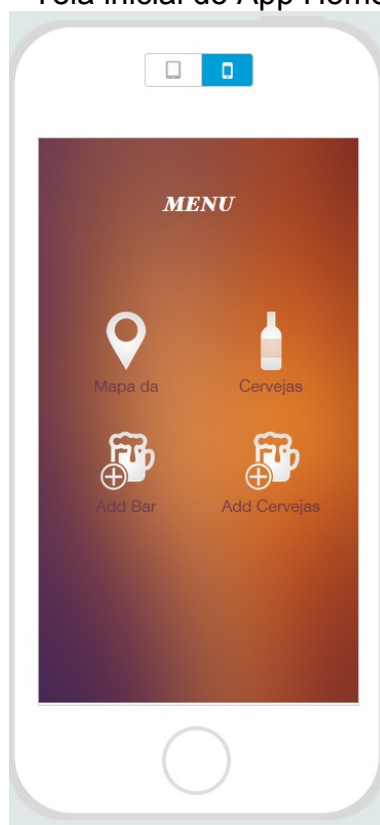 Tela inicial do App Home
MENU
Mapa da
Cervejas
Add Bar
Add Cervejas